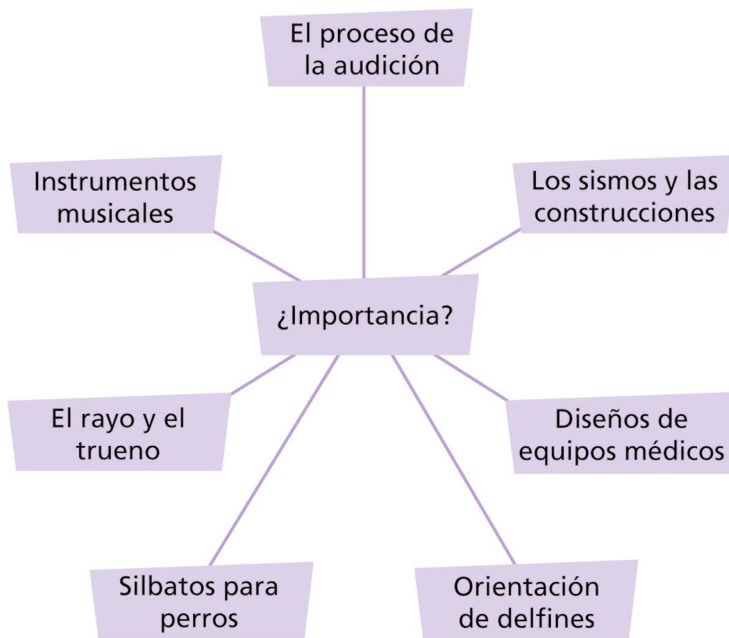 El proceso de
la audición
Instrumentos
musicales
Los sismos y las
construcciones
¿Importancia?
El rayo y el
trueno
Diseños de
equipos médicos
Silbatos para
perros
Orientación
de delfines